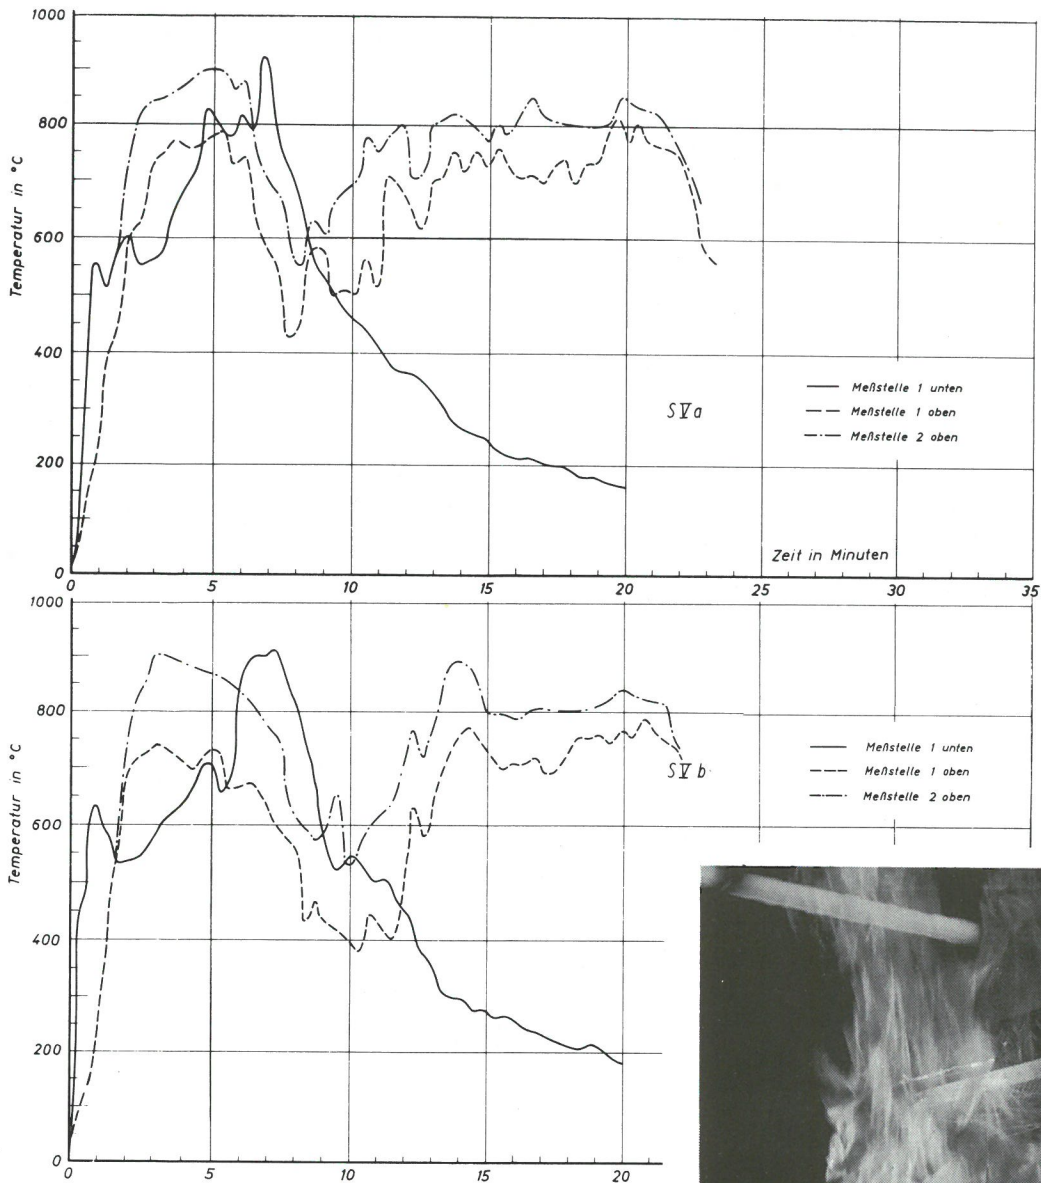 1000
800
600
400
200
0
Temperatur in °C
SVa
Meßstelle 1 unten
Meßstelle 1 oben
Meßstelle 2 oben
Zeit in Minuten
0 5 10 15 20 25 30 35
1000
800
600
400
200
0
Temperatur in °C
SVb
Meßstelle 1 unten
Meßstelle 1 oben
Meßstelle 2 oben
0 5 10 15 20